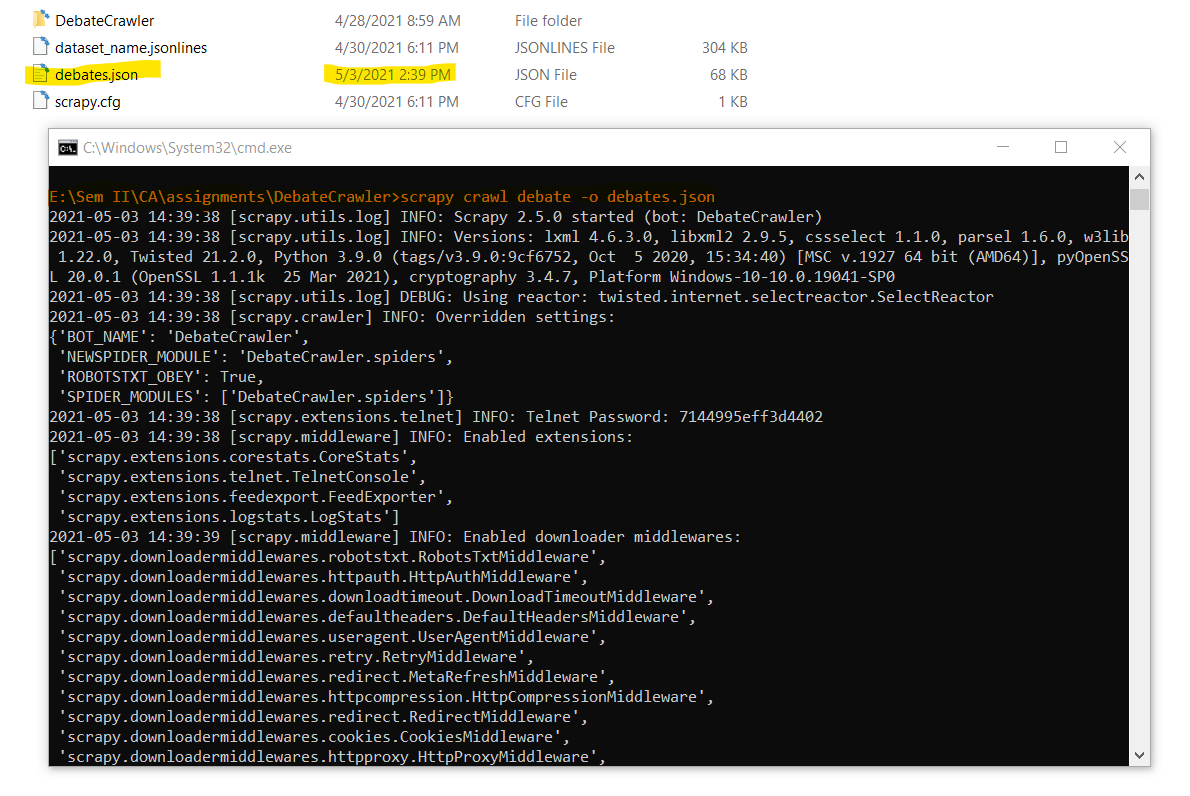 DebateCrawler 4/28/2021 8:59 AM File folder
dataset_name.jsonlines 4/30/2021 6:11 PM JSONLINES File 304 KB
debates.json 5/3/2021 2:39 PM JSON File 68 KB
scrapy.cfg 4/30/2021 6:11 PM CFG File 1 KB
C:\Windows\System32\cmd.exe
E:\Sem II\CA\assignments\DebateCrawler>scrapy crawl debate -o debates.json
2021-05-03 14:39:38 [scrapy.utils.log] INFO: Scrapy 2.5.0 started (bot: DebateCrawler)
2021-05-03 14:39:38 [scrapy.utils.log] INFO: Versions: lxml 4.6.3.0, libxml2 2.9.5, cssselect 1.1.0, parsel 1.6.0, w3lib
 1.22.0, Twisted 21.2.0, Python 3.9.0 (tags/v3.9.0:9cf6752, Oct  5 2020, 15:34:40) [MSC v.1927 64 bit (AMD64)], pyOpenSS
L 20.0.1 (OpenSSL 1.1.1k  25 Mar 2021), cryptography 3.4.7, Platform Windows-10-10.0.19041-SP0
2021-05-03 14:39:38 [scrapy.utils.log] DEBUG: Using reactor: twisted.internet.selectreactor.SelectReactor
2021-05-03 14:39:38 [scrapy.crawler] INFO: Overridden settings:
{'BOT_NAME': 'DebateCrawler',
 'NEWSPIDER_MODULE': 'DebateCrawler.spiders',
 'ROBOTSTXT_OBEY': True,
 'SPIDER_MODULES': ['DebateCrawler.spiders']}
2021-05-03 14:39:38 [scrapy.extensions.telnet] INFO: Telnet Password: 7144995eff3d4402
2021-05-03 14:39:38 [scrapy.middleware] INFO: Enabled extensions:
['scrapy.extensions.corestats.CoreStats',
 'scrapy.extensions.telnet.TelnetConsole',
 'scrapy.extensions.feedexport.FeedExporter',
 'scrapy.extensions.logstats.LogStats']
2021-05-03 14:39:39 [scrapy.middleware] INFO: Enabled downloader middlewares:
['scrapy.downloadermiddlewares.robotstxt.RobotsTxtMiddleware',
 'scrapy.downloadermiddlewares.httpauth.HttpAuthMiddleware',
 'scrapy.downloadermiddlewares.downloadtimeout.DownloadTimeoutMiddleware',
 'scrapy.downloadermiddlewares.defaultheaders.DefaultHeadersMiddleware',
 'scrapy.downloadermiddlewares.useragent.UserAgentMiddleware',
 'scrapy.downloadermiddlewares.retry.RetryMiddleware',
 'scrapy.downloadermiddlewares.redirect.MetaRefreshMiddleware',
 'scrapy.downloadermiddlewares.httpcompression.HttpCompressionMiddleware',
 'scrapy.downloadermiddlewares.redirect.RedirectMiddleware',
 'scrapy.downloadermiddlewares.cookies.CookiesMiddleware',
 'scrapy.downloadermiddlewares.httpproxy.HttpProxyMiddleware',